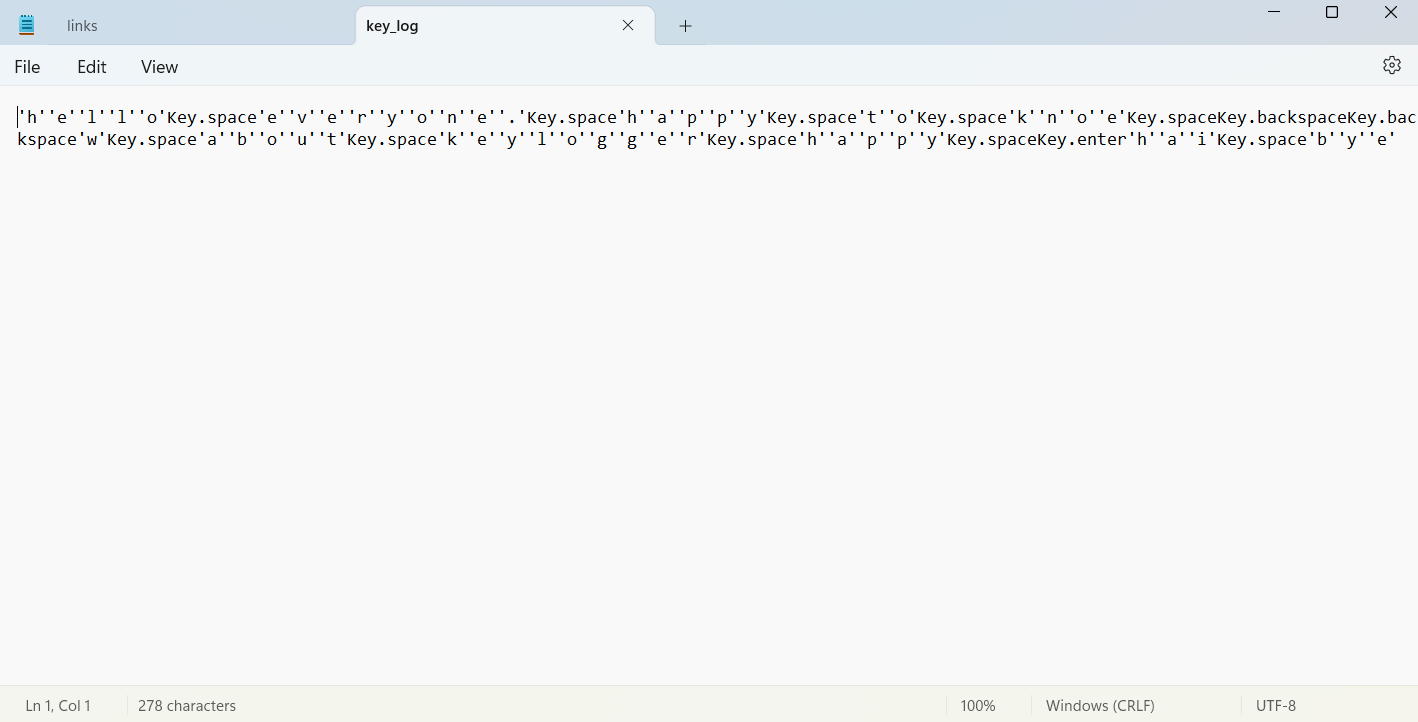 links
key_log
File Edit View
'h''e''l''l''o'Key.space'e''v''e''r''y''o''n''e''.'Key.space'h''a''p''p''y'Key.space't''o'Key.space'k''n''o''e'Key.spaceKey.backspaceKey.bac
kspace'w'Key.space'a''b''o''u''t'Key.space'k''e''y''l''o''g''g''e''r'Key.space'h''a''p''p''y'Key.spaceKey.enter'h''a''i'Key.space'b''y''e'
Ln 1, Col 1 278 characters 100% Windows (CRLF) UTF-8